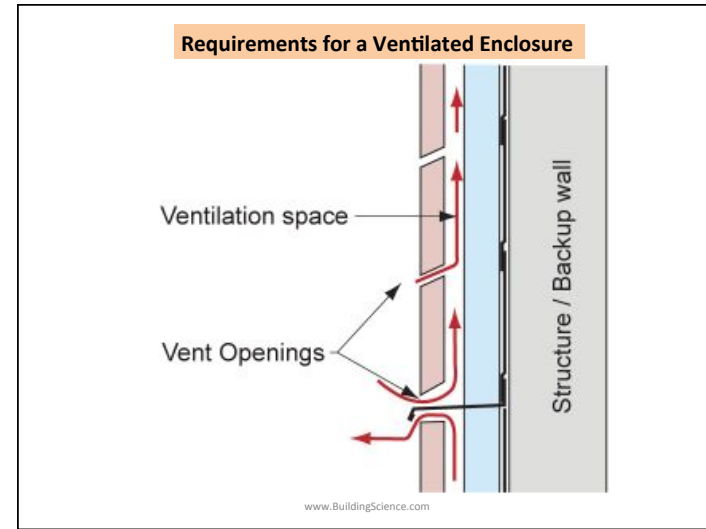 Requirements for a Ventilated Enclosure
Ventilation space
Vent Openings
Structure / Backup wall
www.BuildingScience.com